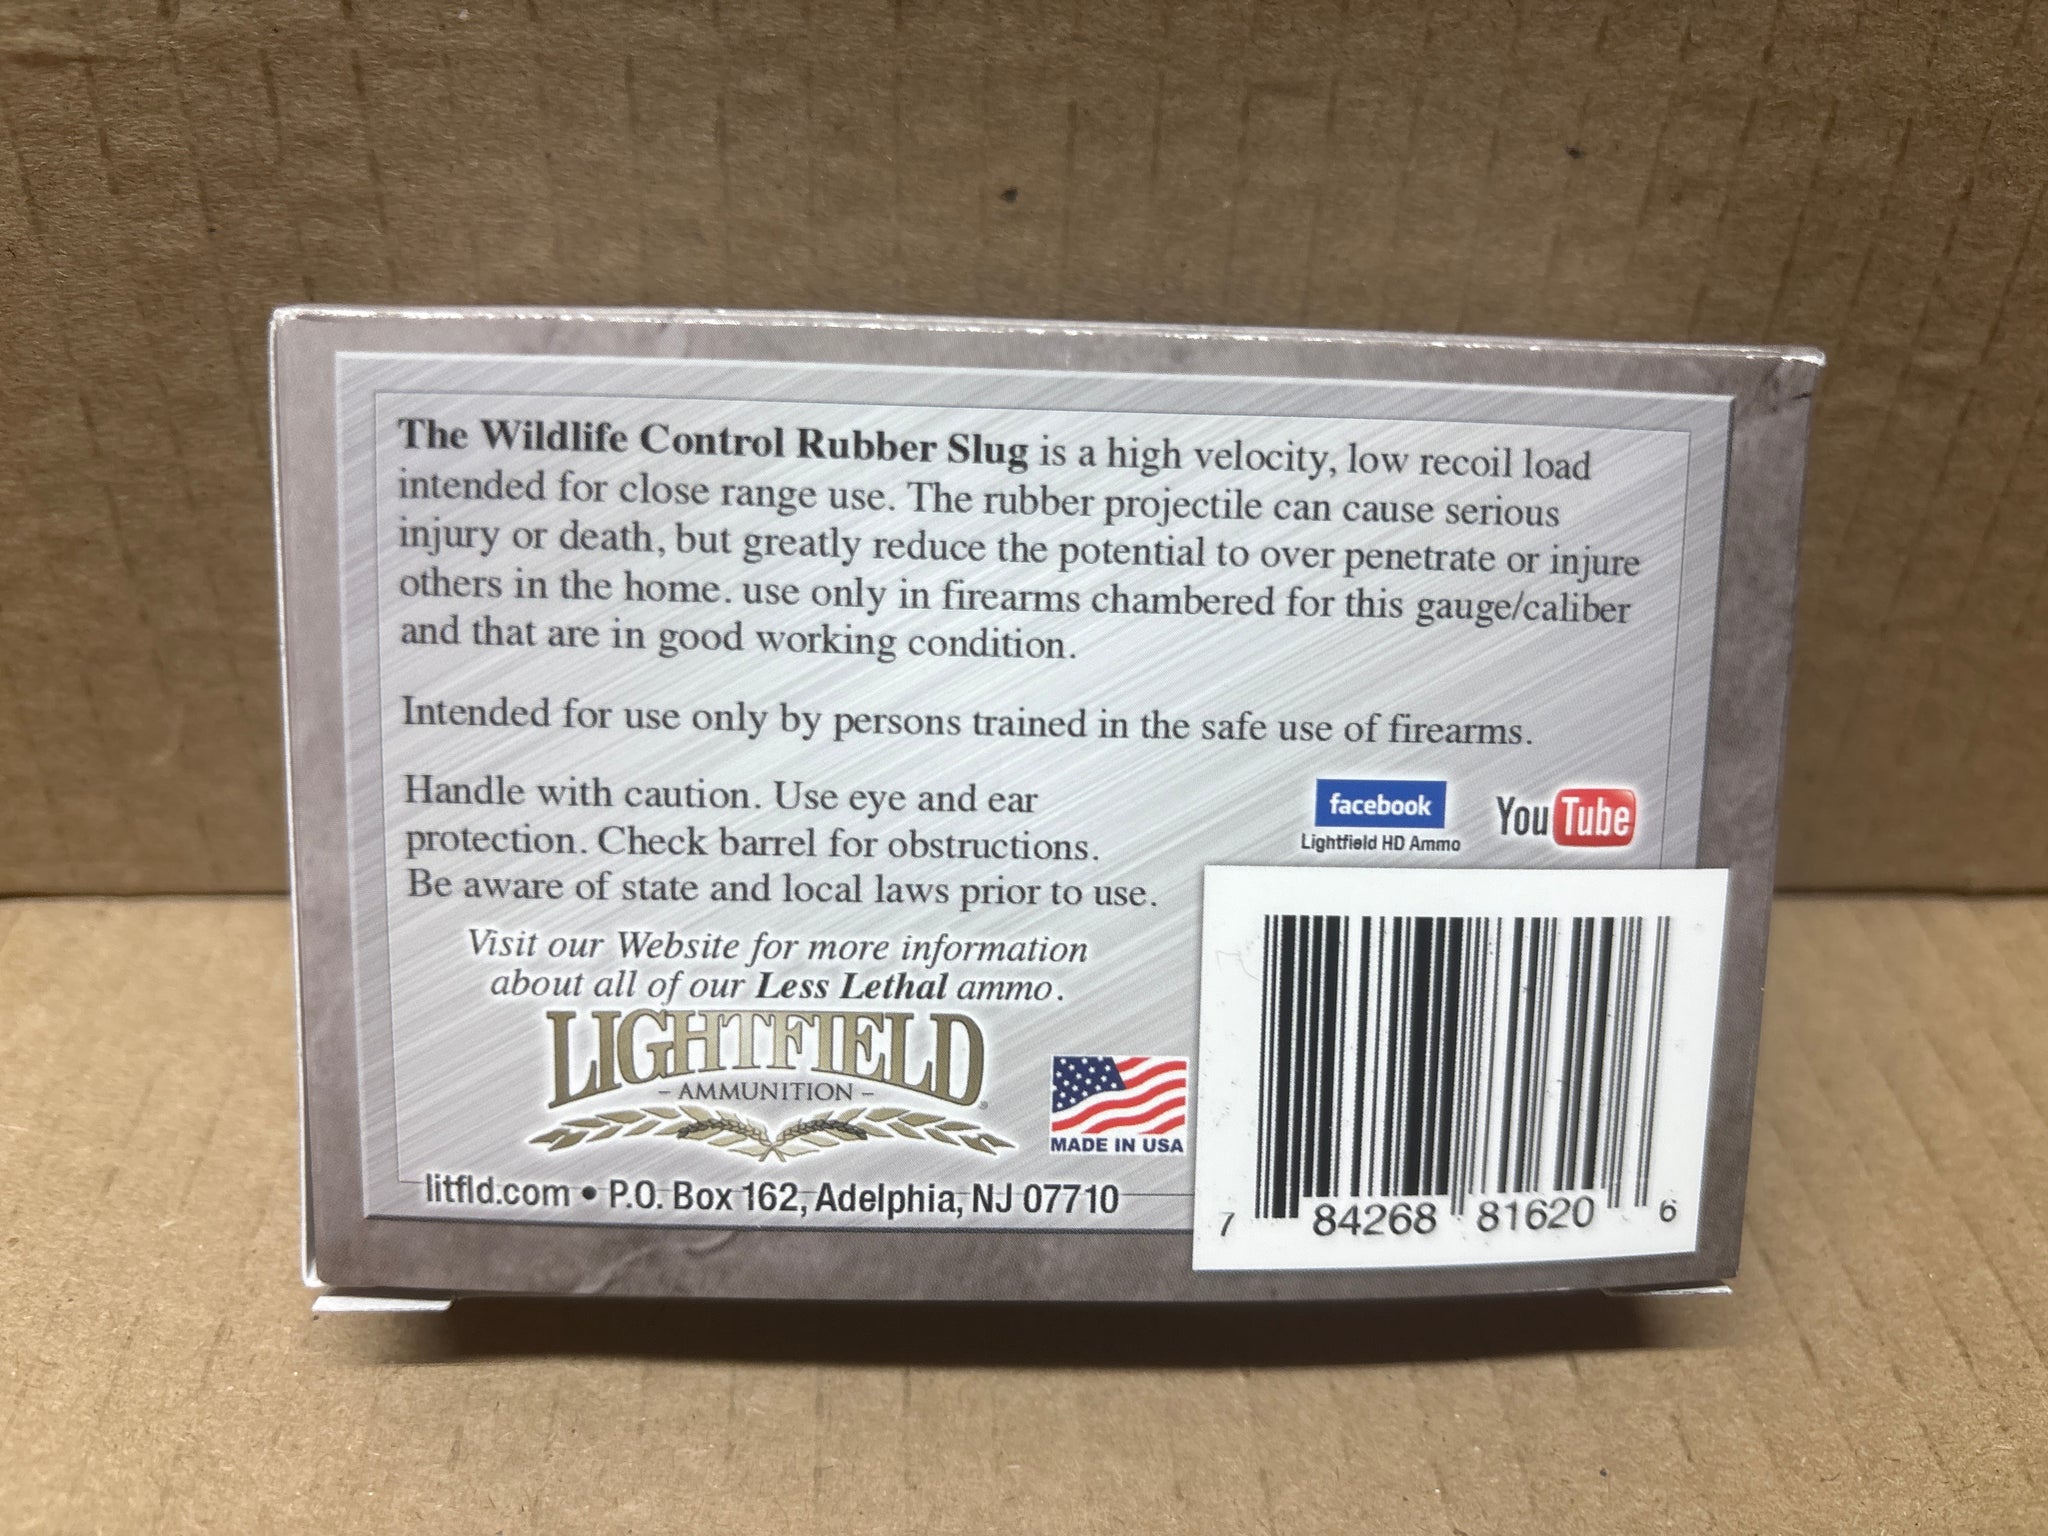 The Wildlife Control Rubber Slug is a high velocity, low recoil load
intended for close range use. The rubber projectile can cause serious
injury or death, but greatly reduce the potential to over penetrate or injure
others in the home. use only in firearms chambered for this gauge/caliber
and that are in good working condition.
Intended for use only by persons trained in the safe use of firearms.
Handle with caution. Use eye and ear
protection. Check barrel for obstructions.
Be aware of state and local laws prior to use.
facebook
Lightfield HD Ammo
YouTube
Visit our Website for more information
about all of our Less Lethal ammo.
LIGHTFIELD
- AMMUNITION -
MADE IN USA
litfld.com • P.O. Box 162, Adelphia, NJ 07710
7 84268 81620 6